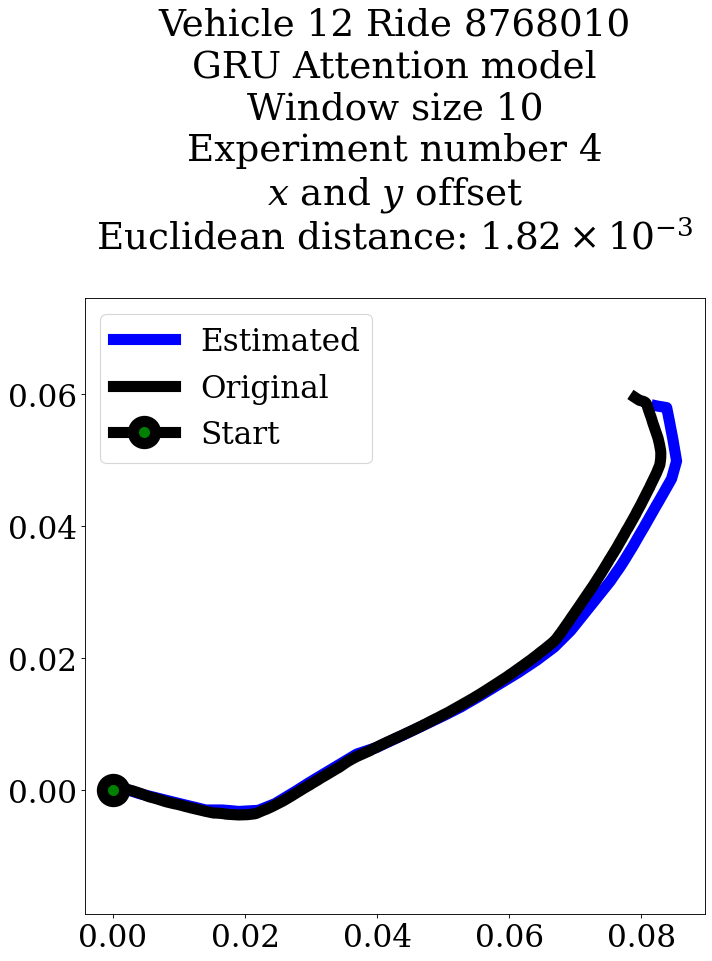 Vehicle 12 Ride 8768010
GRU Attention model
Window size 10
Experiment number 4
x and y offset
Euclidean distance: 1.82 × 10⁻³
Estimated
Original
Start
0.06
0.04
0.02
0.00
0.00 0.02 0.04 0.06 0.08